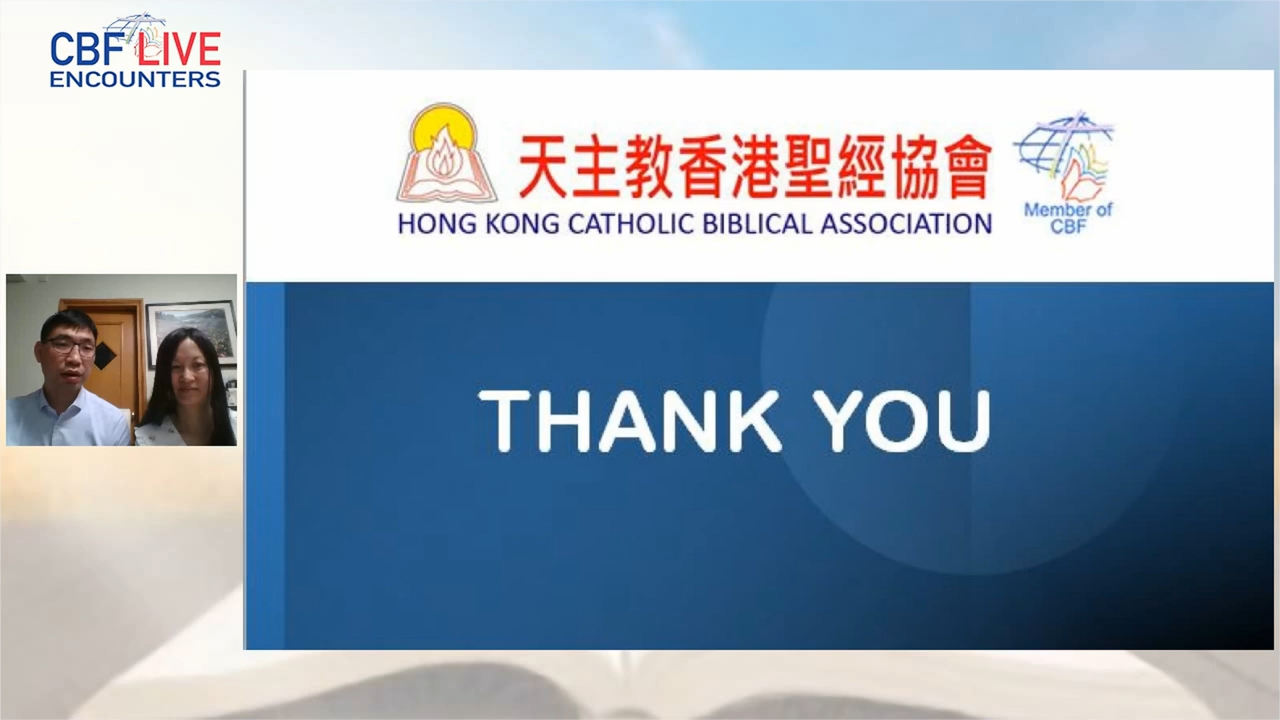 CBF LIVE
ENCOUNTERS
天主教香港聖經協會
HONG KONG CATHOLIC BIBLICAL ASSOCIATION
Member of
CBF
THANK YOU